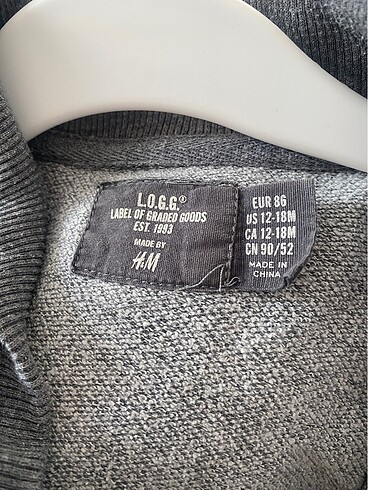 L.O.G.G.®
LABEL OF GRADED GOODS
EST. 1983
MADE BY
H&M
EUR 86
US 12-18M
CA 12-18M
CN 90/52
MADE IN
CHINA